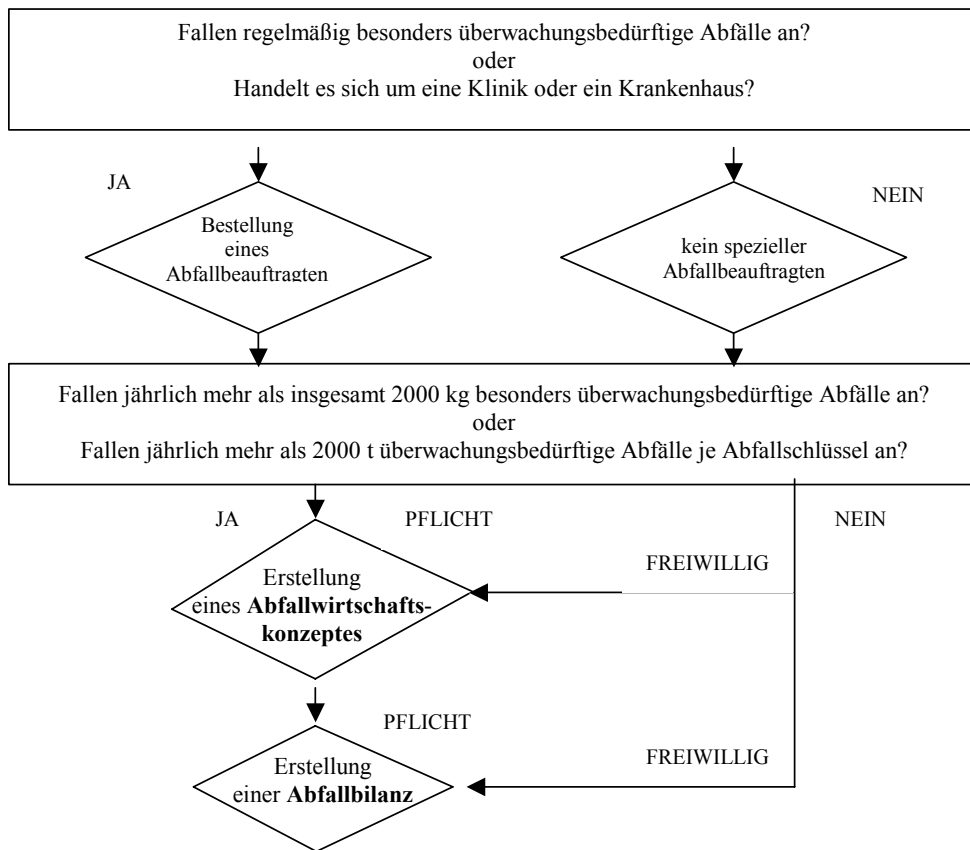 Fallen regelmäßig besonders überwachungsbedürftige Abfälle an?
oder
Handelt es sich um eine Klinik oder ein Krankenhaus?
JA
NEIN
Bestellung
eines
Abfallbeauftragten
kein spezieller
Abfallbeauftragten
Fallen jährlich mehr als insgesamt 2000 kg besonders überwachungsbedürftige Abfälle an?
oder
Fallen jährlich mehr als 2000 t überwachungsbedürftige Abfälle je Abfallschlüssel an?
JA
PFLICHT
NEIN
FREIWILLIG
Erstellung
eines Abfallwirtschafts-
konzeptes
PFLICHT
FREIWILLIG
Erstellung
einer Abfallbilanz